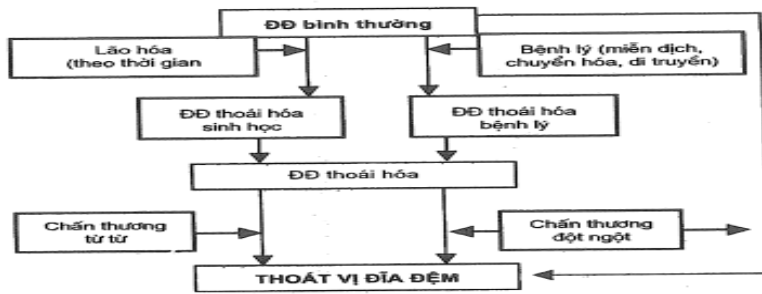 ĐĐ bình thường
Lão hóa
(theo thời gian
Bệnh lý (miễn dịch,
chuyển hóa, di truyền)
ĐĐ thoái hóa
sinh học
ĐĐ thoái hóa
bệnh lý
ĐĐ thoái hóa
Chấn thương
từ từ
Chấn thương
đột ngột
THOÁT VỊ ĐĨA ĐỆM